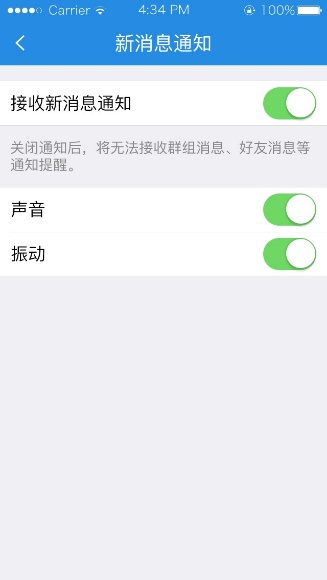 Carrier 4:34 PM 100%
新消息通知
接收新消息通知
关闭通知后，将无法接收群组消息、好友消息等
通知提醒。
声音
振动